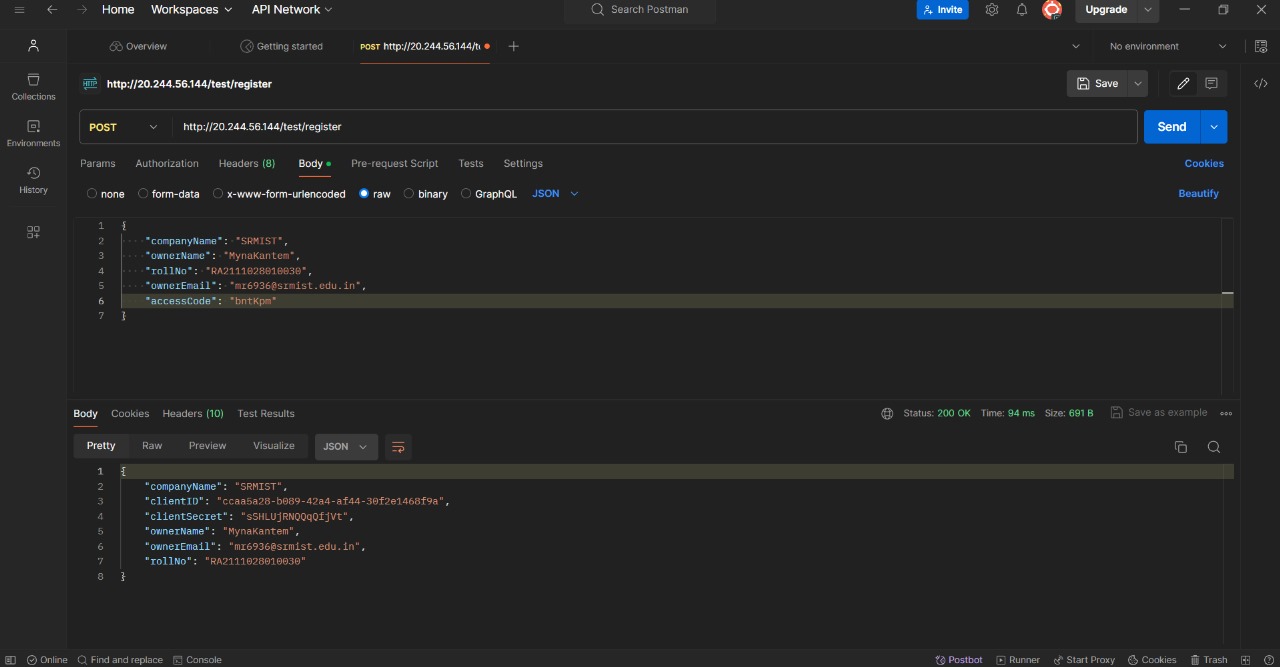 Home Workspaces API Network Search Postman Invite Upgrade
Overview Getting started POST http://20.244.56.144/t No environment
HTTP http://20.244.56.144/test/register Save
Collections
Environments
History
POST http://20.244.56.144/test/register Send
Params Authorization Headers (8) Body Pre-request Script Tests Settings Cookies
none form-data x-www-form-urlencoded raw binary GraphQL JSON Beautify
1 {
2 "companyName": "SRMIST",
3 "ownerName": "MynaKantem",
4 "rollNo": "RA2111028010030",
5 "ownerEmail": "mr6936@srmist.edu.in",
6 "accessCode": "bntKpm"
7 }
Body Cookies Headers (10) Test Results Status: 200 OK Time: 94 ms Size: 691 B Save as example
Pretty Raw Preview Visualize JSON
1 {
2 "companyName": "SRMIST",
3 "clientID": "ccaa5a28-b089-42a4-af44-30f2e1468f9a",
4 "clientSecret": "sSHLUjRNQQqQfjVt",
5 "ownerName": "MynaKantem",
6 "ownerEmail": "mr6936@srmist.edu.in",
7 "rollNo": "RA2111028010030"
8 }
Online Find and replace Console Postbot Runner Start Proxy Cookies Trash